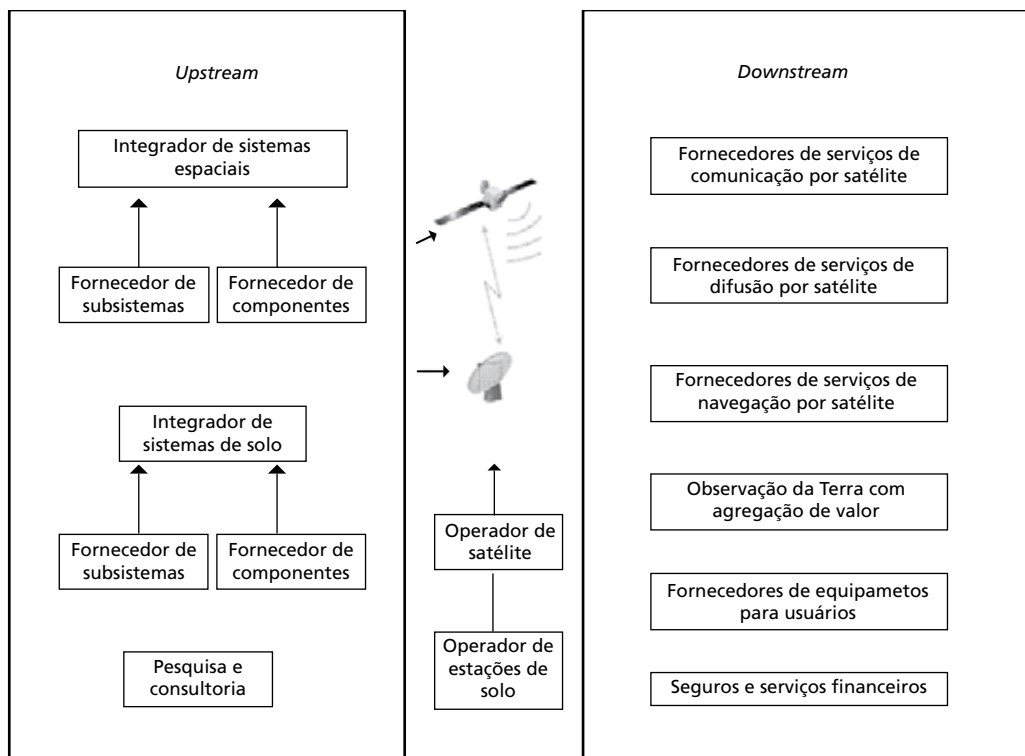 Upstream
Integrador de sistemas
espaciais
Fornecedor de
subsistemas
Fornecedor de
componentes
Integrador de
sistemas de solo
Fornecedor de
subsistemas
Fornecedor de
componentes
Pesquisa e
consultoria
Operador de
satélite
Operador de
estações de
solo
Downstream
Fornecedores de serviços de
comunicação por satélite
Fornecedores de serviços de
difusão por satélite
Fornecedores de serviços de
navegação por satélite
Observação da Terra com
agregação de valor
Fornecedores de equipametos
para usuários
Seguros e serviços financeiros